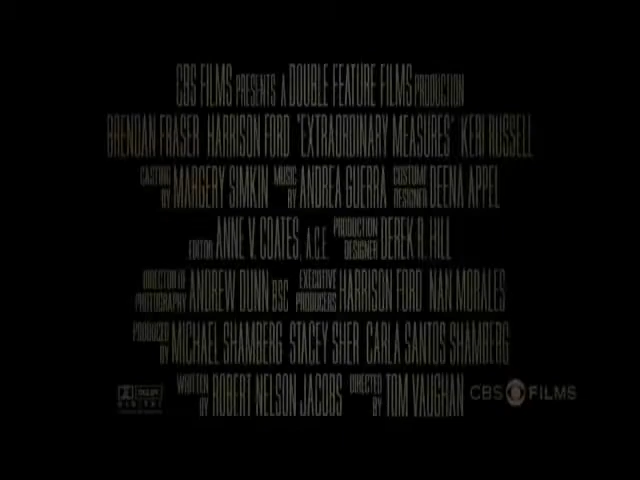 CBS FILMS PRESENTS A DOUBLE FEATURE FILMS PRODUCTION
BRENDAN FRASER HARRISON FORD "EXTRAORDINARY MEASURES" KERI RUSSELL
CASTING BY MARGERY SIMKIN MUSIC BY ANDREA GUERRA COSTUME DESIGNER DEENA APPEL
EDITOR ANNE V. COATES, A.C.E. PRODUCTION DESIGNER DEREK R. HILL
DIRECTOR OF PHOTOGRAPHY ANDREW DUNN BSC EXECUTIVE PRODUCERS HARRISON FORD NAN MORALES
PRODUCED BY MICHAEL SHAMBERG STACEY SHER CARLA SANTOS SHAMBERG
WRITTEN BY ROBERT NELSON JACOBS DIRECTED BY TOM VAUGHAN
DOLBY DIGITAL
CBS FILMS